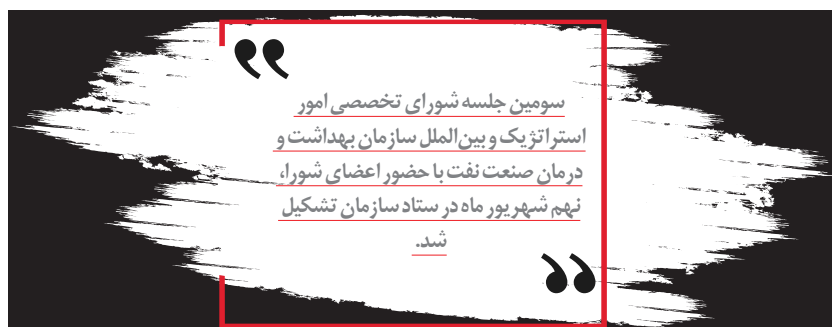 سومین جلسه شورای تخصصی امور
استراتژیک و بین‌الملل سازمان بهداشت و
درمان صنعت نفت با حضور اعضای شورا،
نهم شهریور ماه در ستاد سازمان تشکیل
شد.